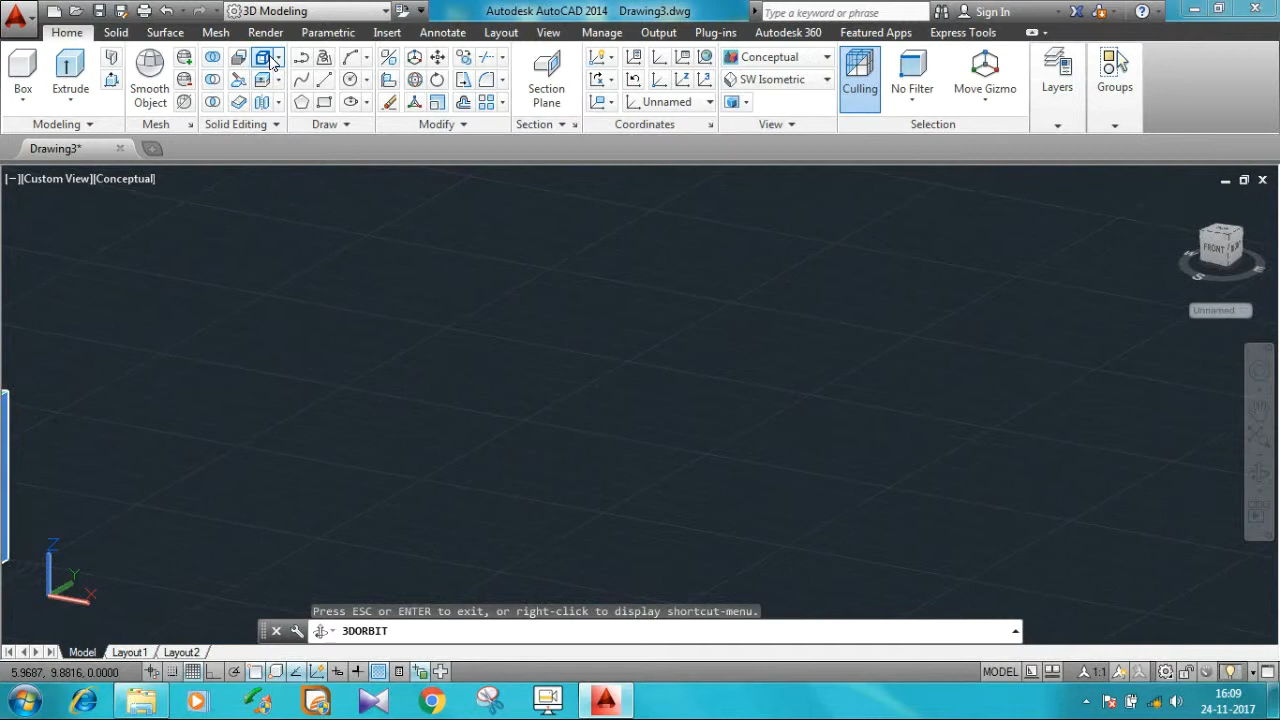 3D Modeling
Autodesk AutoCAD 2014 Drawing3.dwg
Type a keyword or phrase
Sign In
Home Solid Surface Mesh Render Parametric Insert Annotate Layout View Manage Output Plug-ins Autodesk 360 Featured Apps Express Tools
Box
Extrude
Smooth
Object
Section
Plane
Conceptual
SW Isometric
Unnamed
Culling
No Filter
Move Gizmo
Layers
Groups
Modeling Mesh Solid Editing Draw Modify Section Coordinates View Selection
Drawing3*
[−][Custom View][Conceptual]
FRONT
S
E
Unnamed
Z
Y
X
Press ESC or ENTER to exit, or right-click to display shortcut-menu.
3DORBIT
Model Layout1 Layout2
5.9687, 9.8816, 0.0000
MODEL
1:1
16:09
24-11-2017